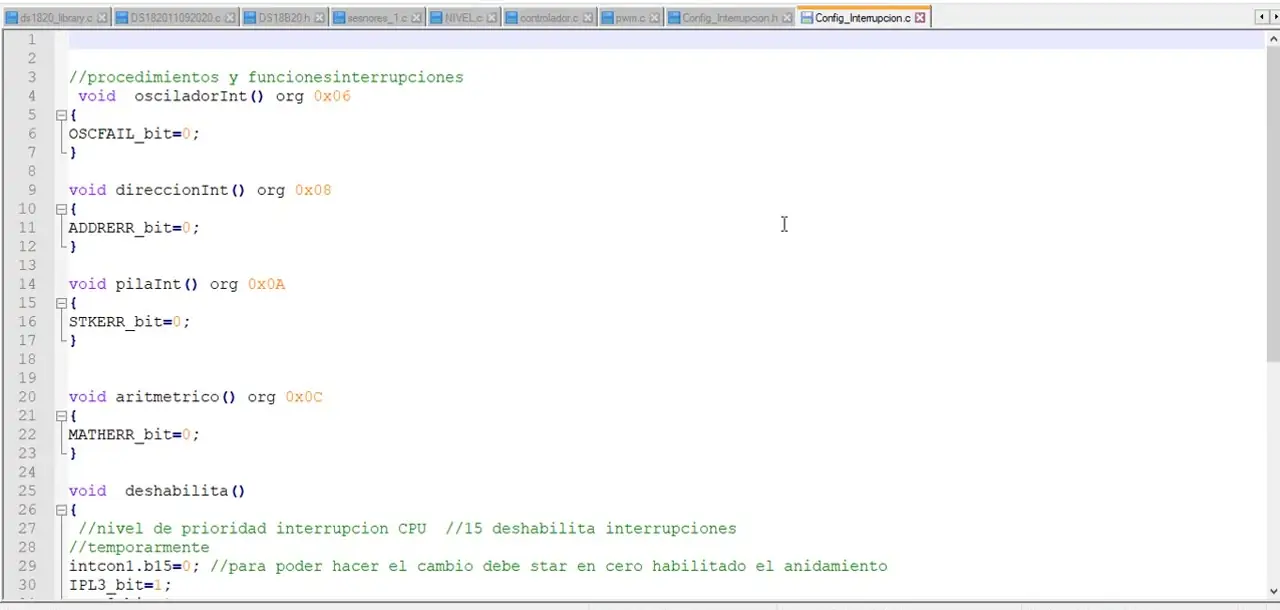 ds1820_library.c DS182011092020.c DS18B20.h sesnores_1.c NIVEL.c controlador.c pwm.c Config_Interrupcion.h Config_Interrupcion.c
1
2
3 //procedimientos y funcionesinterrupciones
4 void osciladorInt() org 0x06
5 {
6 OSCFAIL_bit=0;
7 }
8
9 void direccionInt() org 0x08
10 {
11 ADDRERR_bit=0;
12 }
13
14 void pilaInt() org 0x0A
15 {
16 STKERR_bit=0;
17 }
18
19
20 void aritmetrico() org 0x0C
21 {
22 MATHERR_bit=0;
23 }
24
25 void deshabilita()
26 {
27 //nivel de prioridad interrupcion CPU //15 deshabilita interrupciones
28 //temporarmente
29 intcon1.b15=0; //para poder hacer el cambio debe star en cero habilitado el anidamiento
30 IPL3_bit=1;